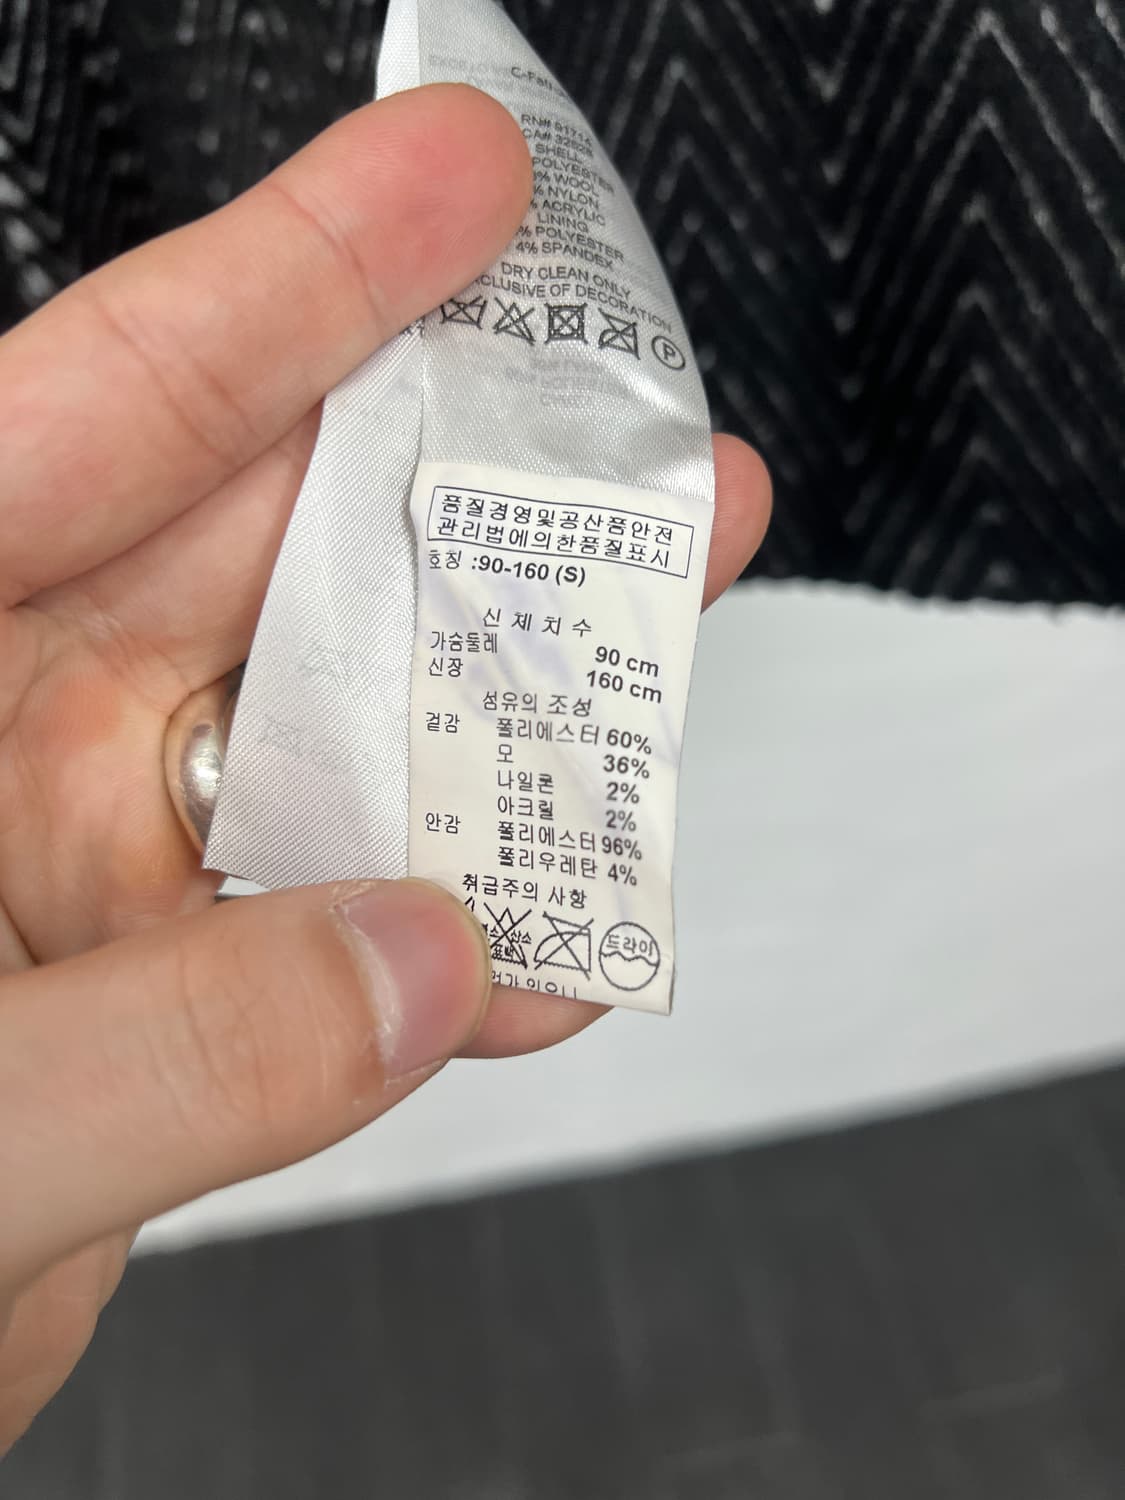 RN# 91714
CA# 32828
SHELL:
POLYESTER
% WOOL
% NYLON
% ACRYLIC
LINING
% POLYESTER
4% SPANDEX
DRY CLEAN ONLY
XCLUSIVE OF DECORATION
P
품질경영및공산품안전
관리법에의한품질표시
호칭 :90-160 (S)
신 체 치 수
가슴둘레 90 cm
신장 160 cm
섬유의 조성
겉감 폴리에스터 60%
모 36%
나일론 2%
아크릴 2%
안감 폴리에스터 96%
폴리우레탄 4%
취급주의 사항
드라이